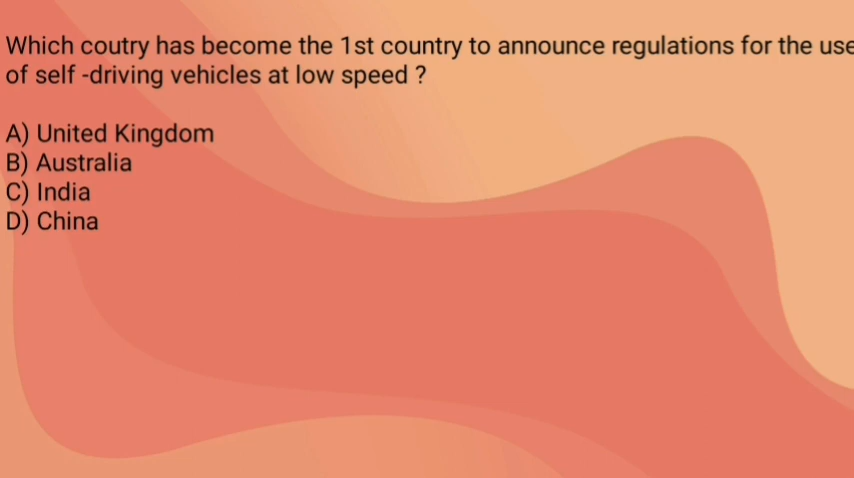 Which coutry has become the 1st country to announce regulations for the use
of self -driving vehicles at low speed ?
A) United Kingdom
B) Australia
C) India
D) China